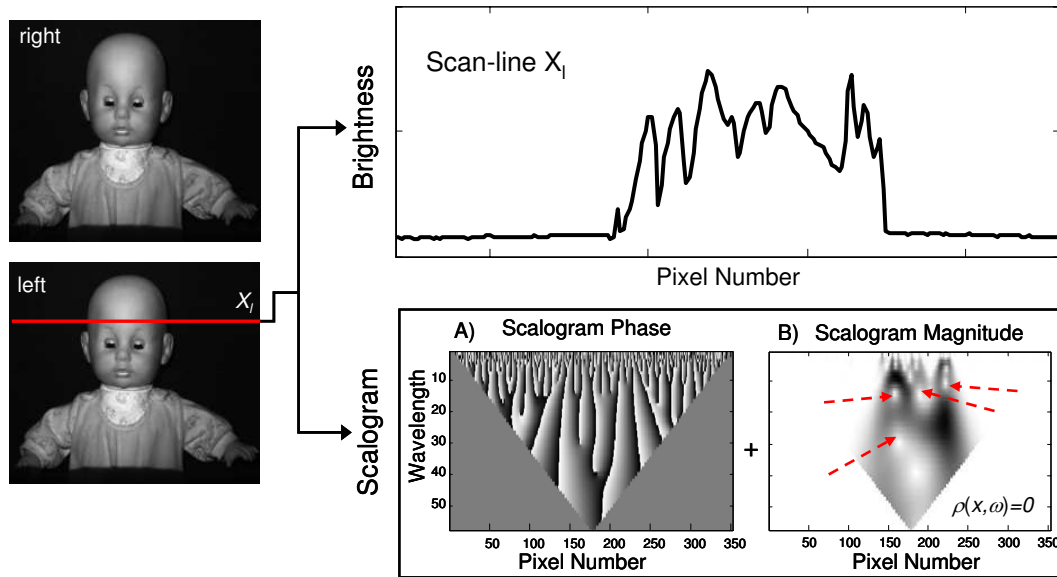 right
left
X_l
Brightness
Scan-line X_l
Pixel Number
Scalogram
A) Scalogram Phase
Wavelength
10
20
30
40
50
50 100 150 200 250 300 350
Pixel Number
+
B) Scalogram Magnitude
ρ(x,ω)=0
50 100 150 200 250 300 350
Pixel Number